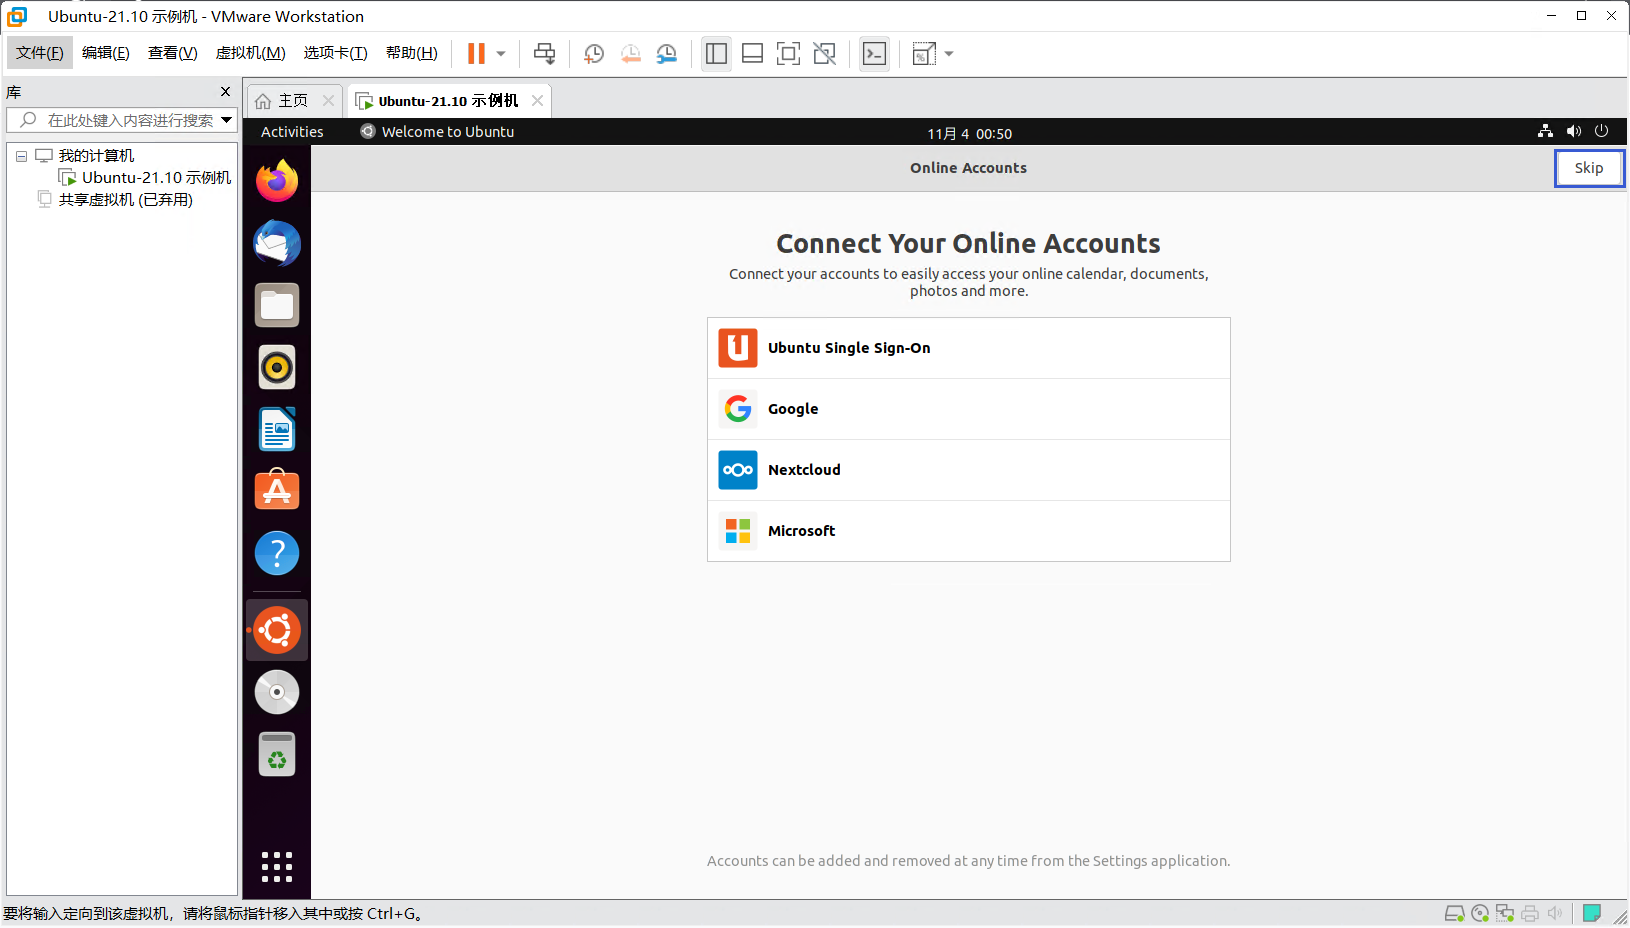 Ubuntu-21.10 示例机 - VMware Workstation
文件(F) 编辑(E) 查看(V) 虚拟机(M) 选项卡(T) 帮助(H)
库
在此处键入内容进行搜索
我的计算机
Ubuntu-21.10 示例机
共享虚拟机 (已弃用)
主页
Ubuntu-21.10 示例机
Activities
Welcome to Ubuntu
11月 4 00:50
Online Accounts
Skip
Connect Your Online Accounts
Connect your accounts to easily access your online calendar, documents,
photos and more.
Ubuntu Single Sign-On
Google
Nextcloud
Microsoft
Accounts can be added and removed at any time from the Settings application.
要将输入定向到该虚拟机，请将鼠标指针移入其中或按 Ctrl+G。